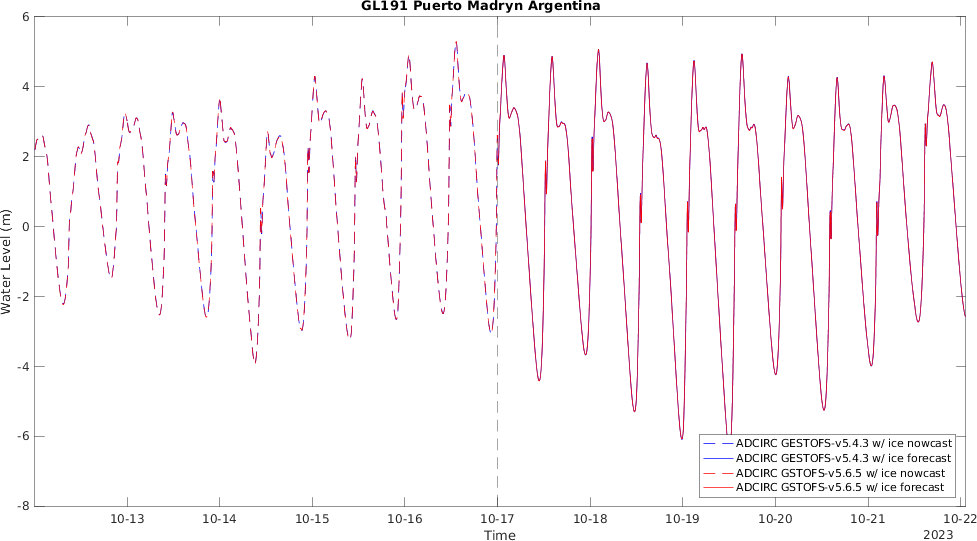 GL191 Puerto Madryn Argentina
6
4
2
0
-2
-4
-6
-8
Water Level (m)
ADCIRC GESTOFS-v5.4.3 w/ ice nowcast
ADCIRC GESTOFS-v5.4.3 w/ ice forecast
ADCIRC GSTOFS-v5.6.5 w/ ice nowcast
ADCIRC GSTOFS-v5.6.5 w/ ice forecast
10-13 10-14 10-15 10-16 10-17 10-18 10-19 10-20 10-21 10-22
Time
2023